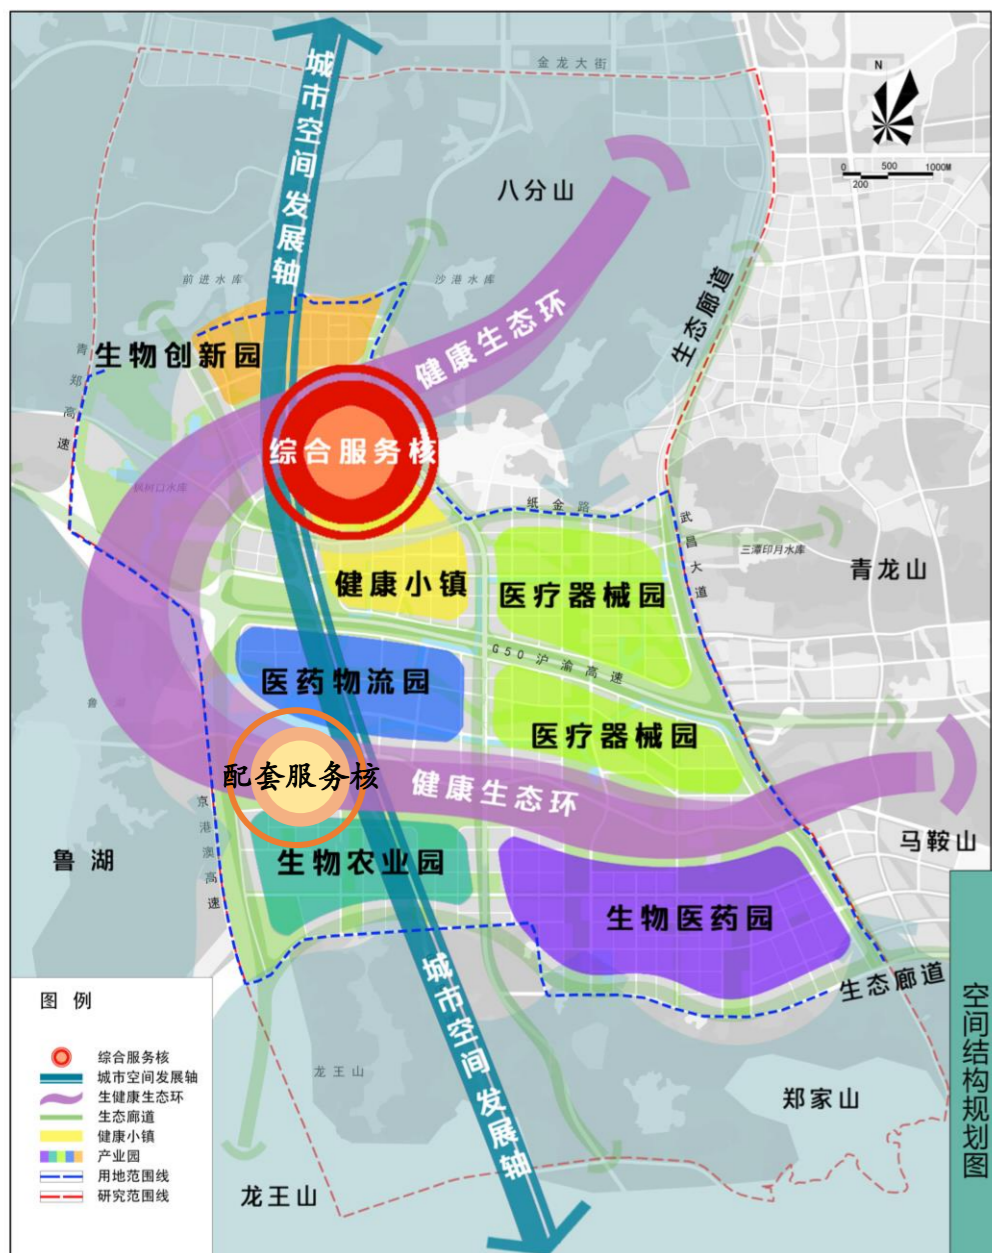 金龙大街
N
0 500 1000M
200
城市空间发展轴
八分山
前进水库
沙港水库
健康生态环
生态廊道
生物创新园
青郑高速
综合服务核
枫树口水库
纸金路
武昌大道
三潭印月水库
青龙山
健康小镇
医疗器械园
G50沪渝高速
医药物流园
鲁
医疗器械园
配套服务核
健康生态环
京港澳高速
鲁湖
马鞍山
生物农业园
生物医药园
生态廊道
城市空间发展轴
龙王山
郑家山
龙王山
空间结构规划图
图例
综合服务核
城市空间发展轴
生健康生态环
生态廊道
健康小镇
产业园
用地范围线
研究范围线